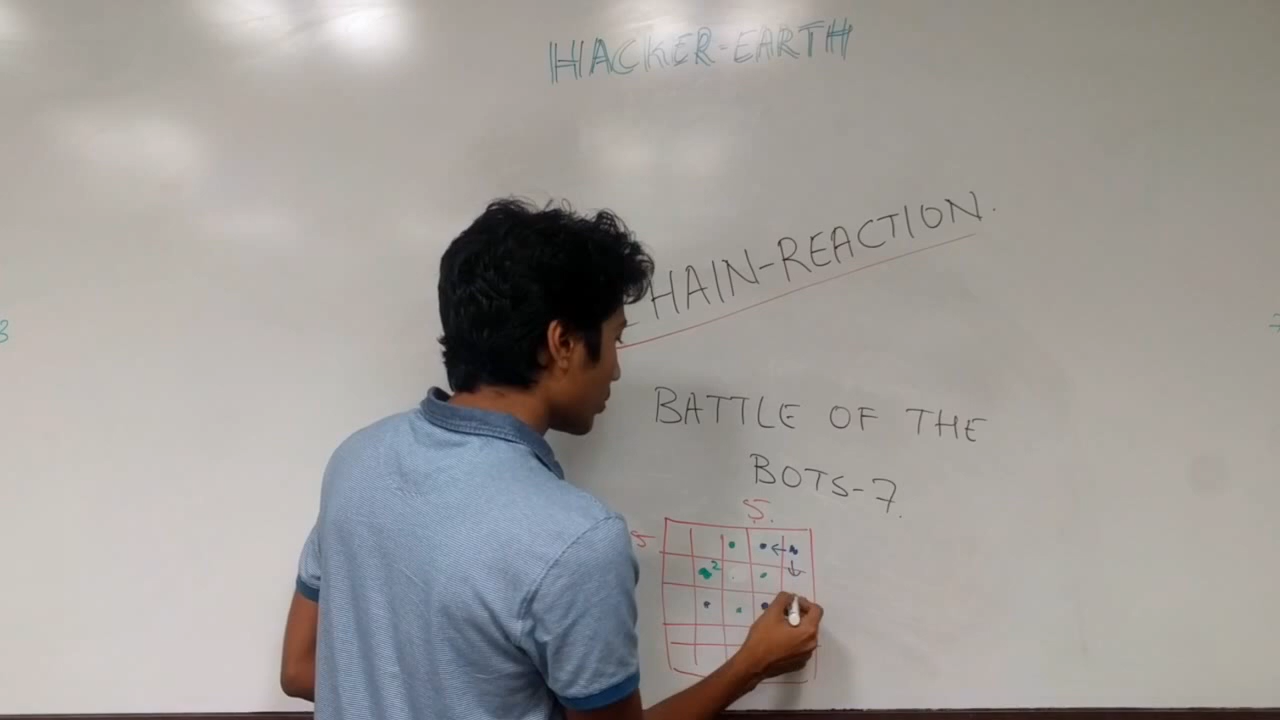 HACKER-EARTH
HAIN-REACTION.
BATTLE OF THE
BOTS-7.
5.
5
2